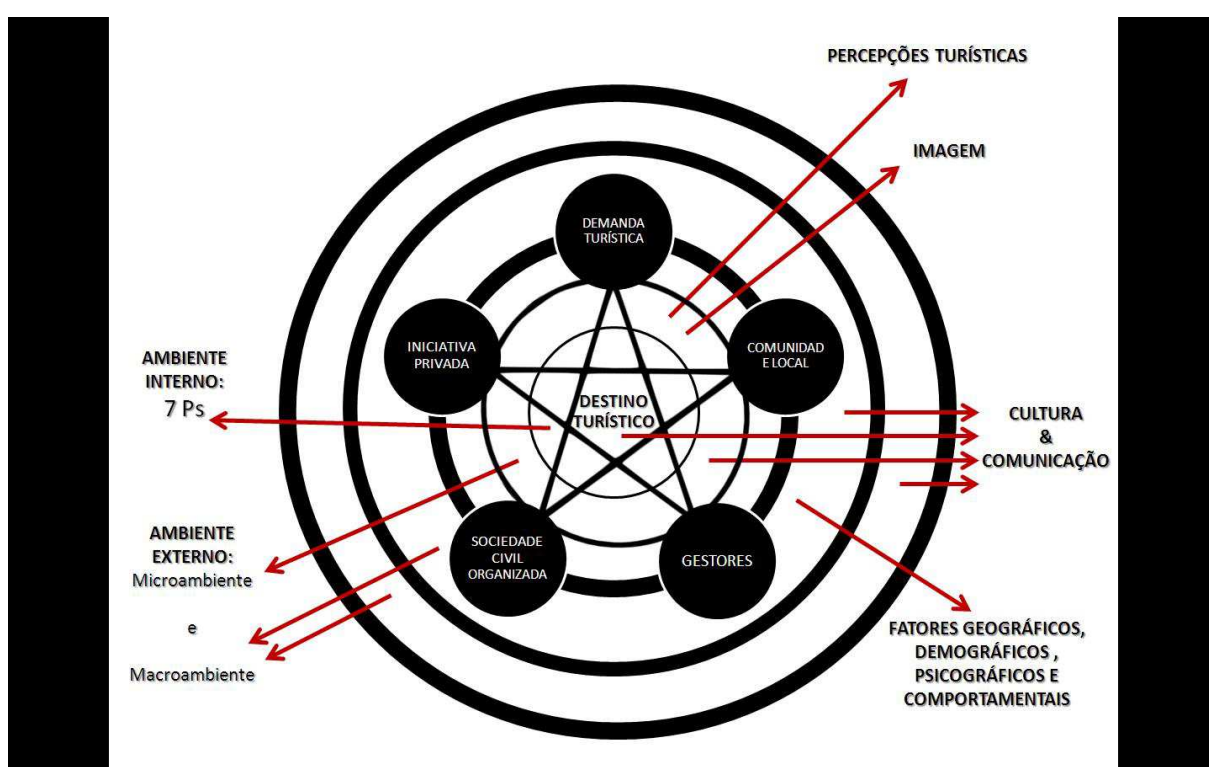 PERCEPÇÕES TURÍSTICAS
IMAGEM
DEMANDA
TURÍSTICA
INICIATIVA
PRIVADA
COMUNIDAD
E LOCAL
AMBIENTE
INTERNO:
7 Ps
DESTINO
TURÍSTICO
CULTURA
&
COMUNICAÇÃO
AMBIENTE
EXTERNO:
Microambiente
e
Macroambiente
SOCIEDADE
CIVIL
ORGANIZADA
GESTORES
FATORES GEOGRÁFICOS,
DEMOGRÁFICOS ,
PSICOGRÁFICOS E
COMPORTAMENTAIS